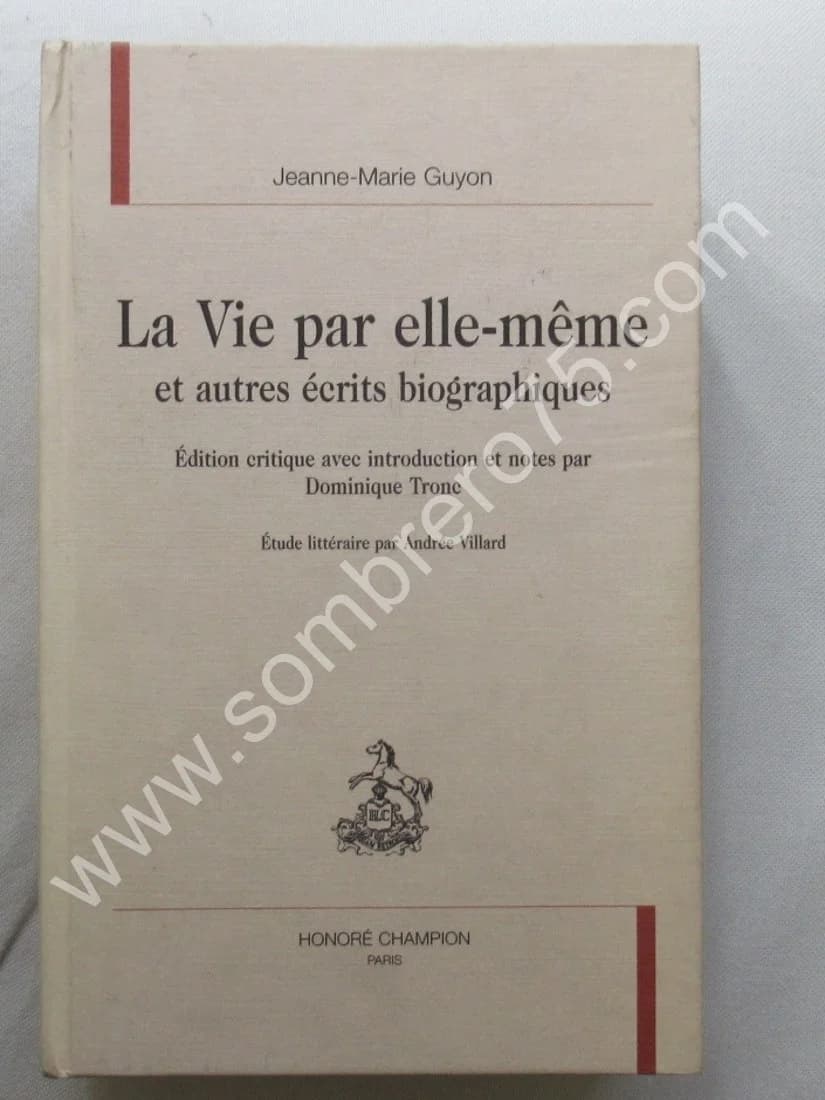 Jeanne-Marie Guyon
La Vie par elle-même
et autres écrits biographiques
Édition critique avec introduction et notes par
Dominique Tronc
Étude littéraire par Andrée Villard
HLC
HONORÉ CHAMPION
PARIS
www.sombrero75.com